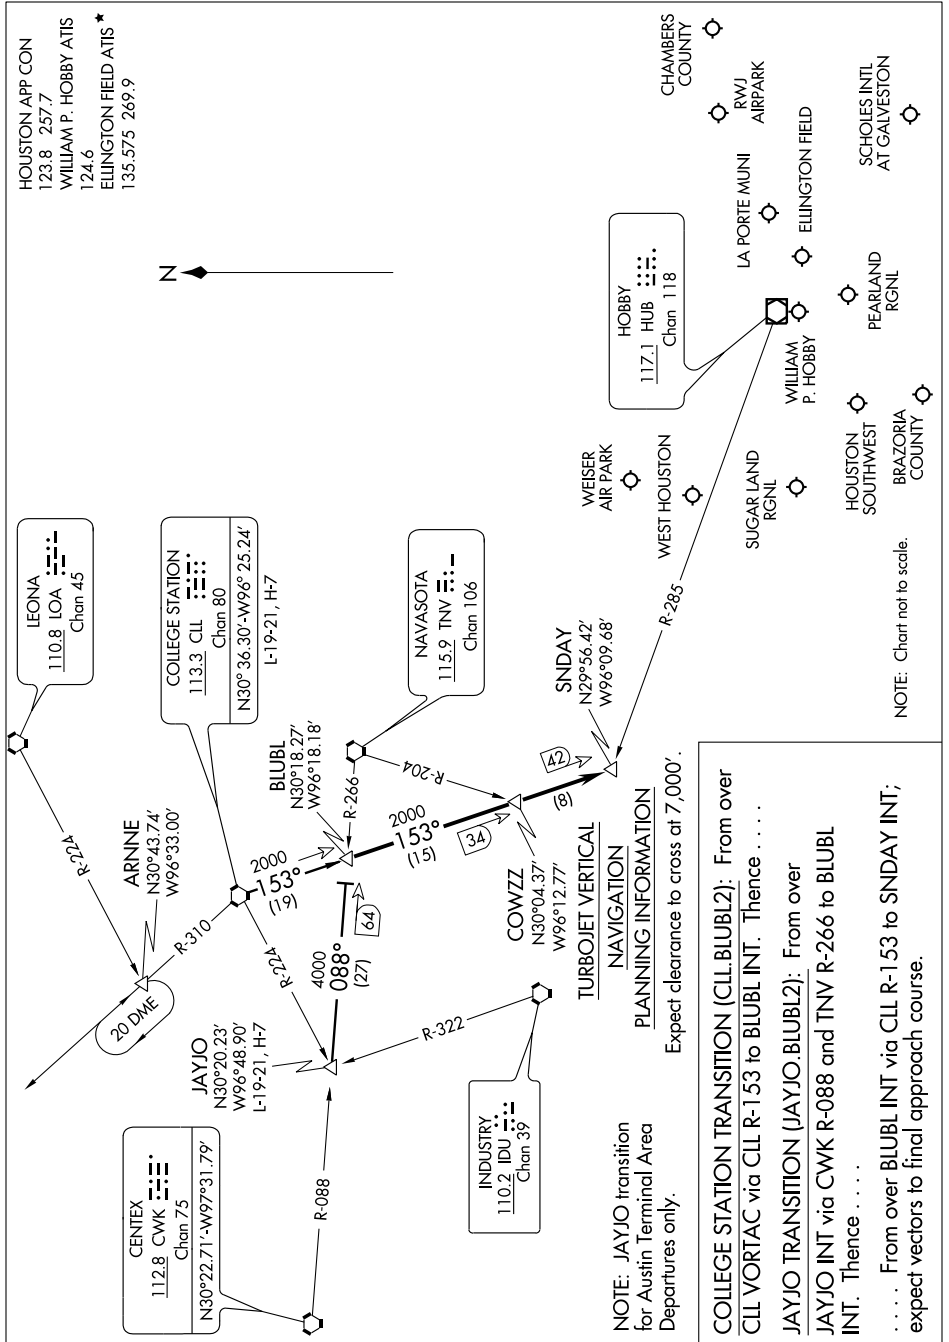 HOUSTON APP CON
123.8 257.7
WILLIAM P. HOBBY ATIS
124.6
ELLINGTON FIELD ATIS ★
135.575 269.9
N
LEONA
110.8 LOA
Chan 45
R-224
ARNNE
N30°43.74'
W96°33.00'
20 DME
R-310
COLLEGE STATION
113.3 CLL
Chan 80
N30°36.30'-W96°25.24'
L-19-21, H-7
CENTEX
112.8 CWK
Chan 75
N30°22.71'-W97°31.79'
R-088
JAYJO
N30°20.23'
W96°48.90'
L-19-21, H-7
R-224
4000
088°
(27)
64
2000
153°
(19)
BLUBL
N30°18.27'
W96°18.18'
R-266
NAVASOTA
115.9 TNV
Chan 106
R-204
2000
153°
(15)
34
COWZZ
N30°04.37'
W96°12.77'
42
(8)
SNDAY
N29°56.42'
W96°09.68'
R-285
INDUSTRY
110.2 IDU
Chan 39
R-322
HOBBY
117.1 HUB
Chan 118
CHAMBERS
COUNTY
RWJ
AIRPARK
LA PORTE MUNI
ELLINGTON FIELD
SCHOLES INTL
AT GALVESTON
WILLIAM
P. HOBBY
PEARLAND
RGNL
WEISER
AIR PARK
WEST HOUSTON
SUGAR LAND
RGNL
HOUSTON
SOUTHWEST
BRAZORIA
COUNTY
NOTE: Chart not to scale.
TURBOJET VERTICAL
NAVIGATION
PLANNING INFORMATION
Expect clearance to cross at 7,000'.
NOTE: JAYJO transition
for Austin Terminal Area
Departures only.
COLLEGE STATION TRANSITION (CLL.BLUBL2): From over
CLL VORTAC via CLL R-153 to BLUBL INT. Thence . . . .
JAYJO TRANSITION (JAYJO.BLUBL2): From over
JAYJO INT via CWK R-088 and TNV R-266 to BLUBL
INT. Thence . . . .
. . . . From over BLUBL INT via CLL R-153 to SNDAY INT;
expect vectors to final approach course.